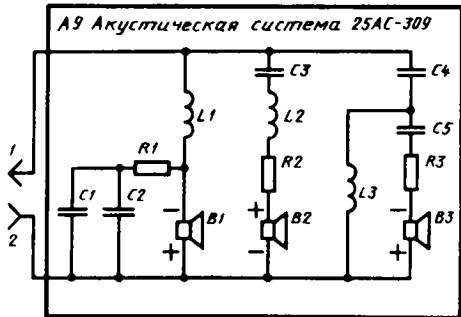 А9 Акустическая система 25АС-309
C3
C4
L1
L2
C5
1
R1
R2
R3
C1
C2
L3
2
B1
B2
B3
− + −
+ − +